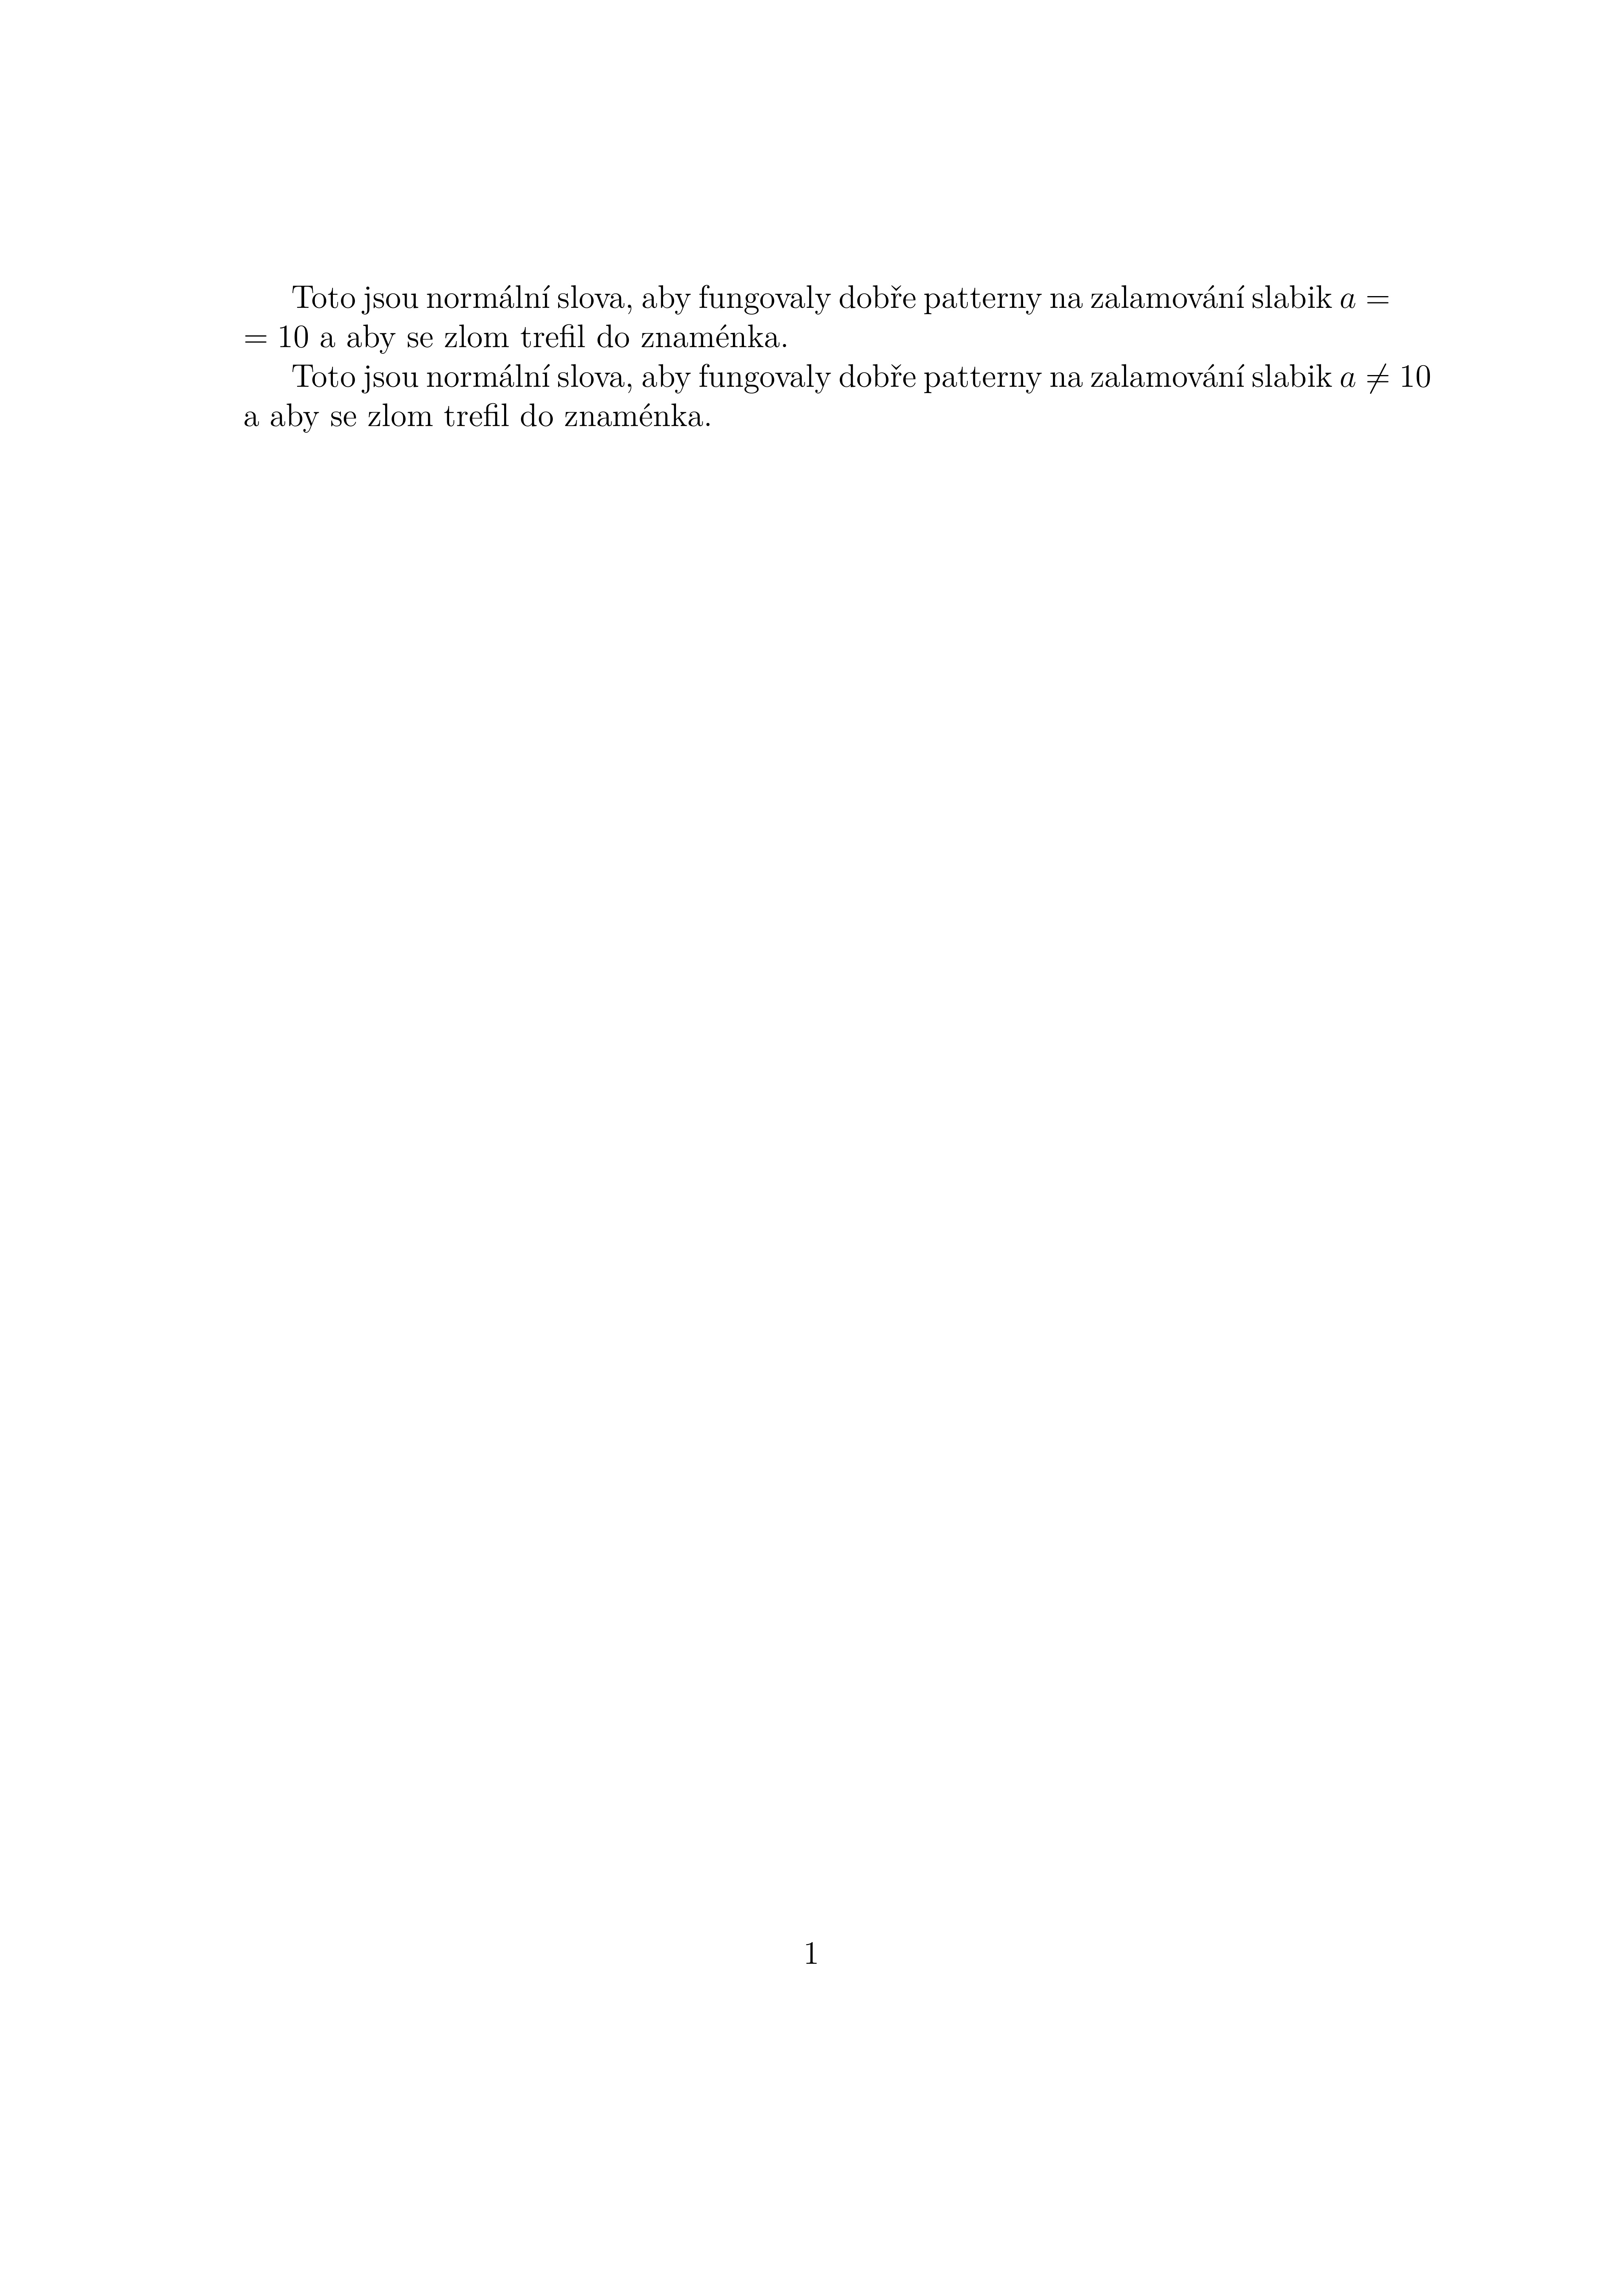 Toto jsou normální slova, aby fungovaly dobře patterny na zalamování slabik a =
= 10 a aby se zlom trefil do znaménka.
Toto jsou normální slova, aby fungovaly dobře patterny na zalamování slabik a ≠ 10
a aby se zlom trefil do znaménka.
1